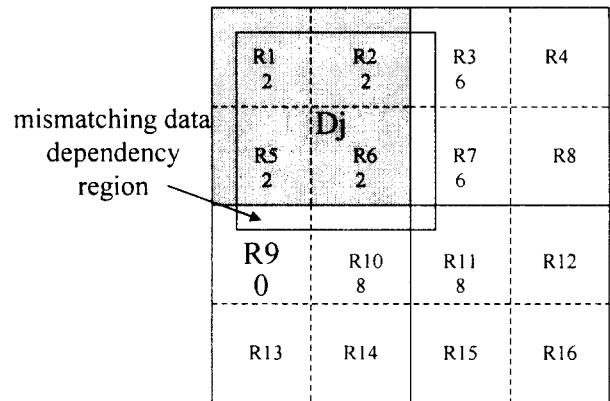 R1 R2 R3 R4
2 2 6
mismatching data
dependency
region
Dj
R5 R6 R7 R8
2 2 6
R9 R10 R11 R12
0 8 8
R13 R14 R15 R16